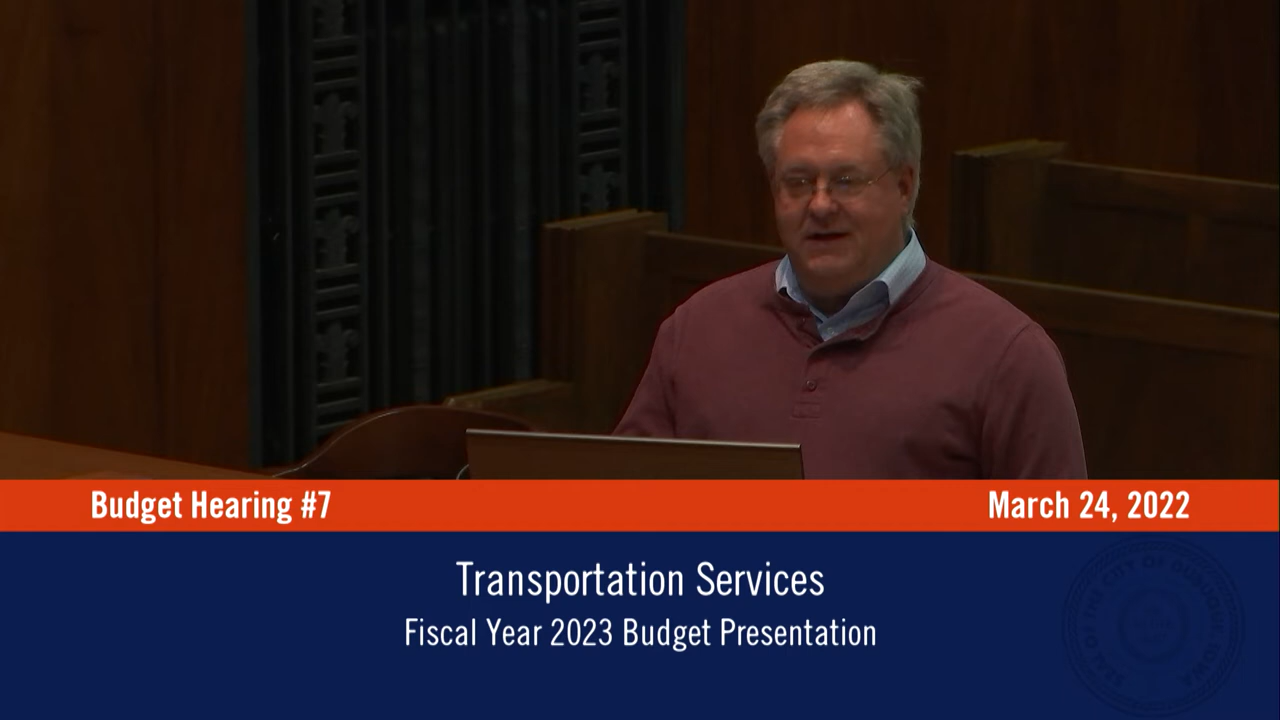 Budget Hearing #7
March 24, 2022
Transportation Services
Fiscal Year 2023 Budget Presentation